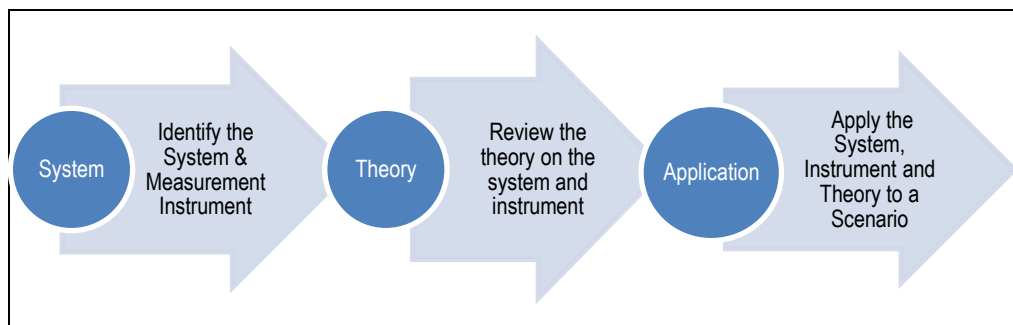 System
Identify the
System &
Measurement
Instrument
Theory
Review the
theory on the
system and
instrument
Application
Apply the
System,
Instrument and
Theory to a
Scenario